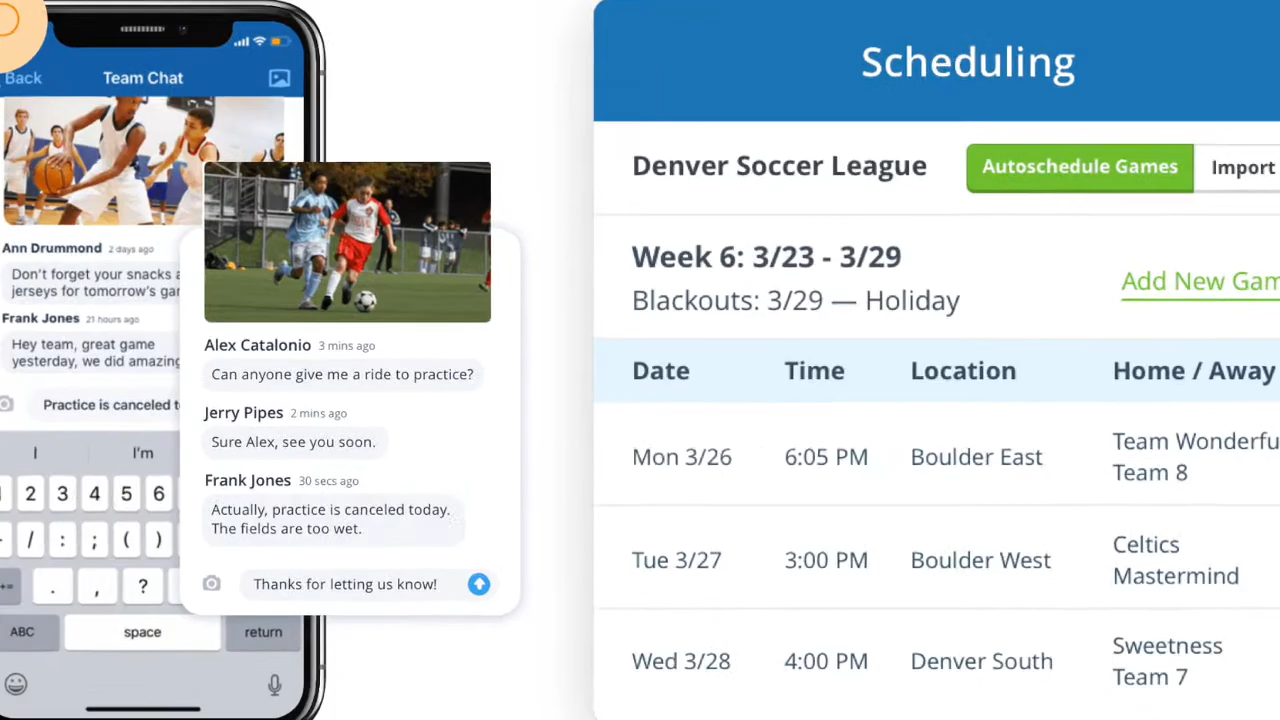 Back
Team Chat
Ann Drummond 2 days ago
Don't forget your snacks a
jerseys for tomorrow's gar
Frank Jones 21 hours ago
Hey team, great game
yesterday, we did amazing
Practice is canceled t
I I'm
1 2 3 4 5 6
- / : ; ( )
. , ?
ABC space return
Alex Catalonio 3 mins ago
Can anyone give me a ride to practice?
Jerry Pipes 2 mins ago
Sure Alex, see you soon.
Frank Jones 30 secs ago
Actually, practice is canceled today.
The fields are too wet.
Thanks for letting us know!
Scheduling
Denver Soccer League
Autoschedule Games
Import
Week 6: 3/23 - 3/29
Blackouts: 3/29 — Holiday
Add New Gam
Date Time Location Home / Away
Mon 3/26 6:05 PM Boulder East Team Wonderfu
Team 8
Tue 3/27 3:00 PM Boulder West Celtics
Mastermind
Wed 3/28 4:00 PM Denver South Sweetness
Team 7